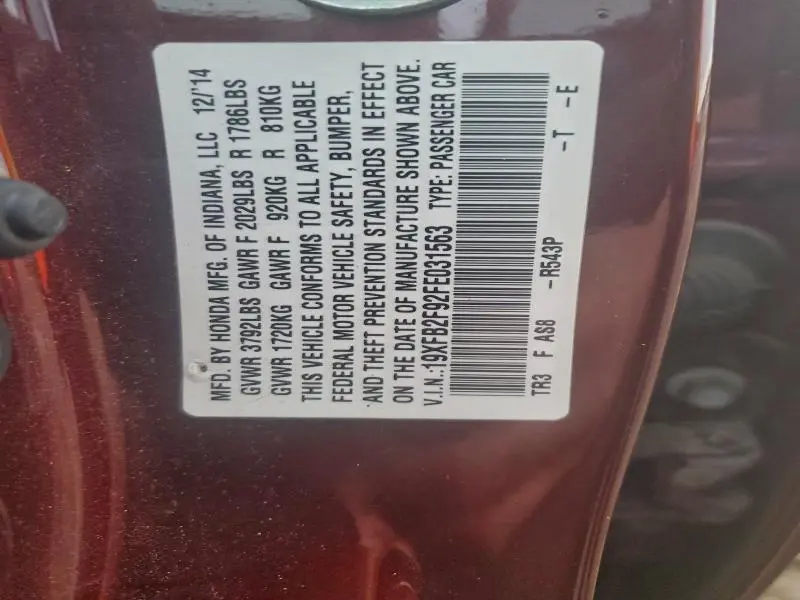 MFD. BY HONDA MFG. OF INDIANA, LLC 12/'14
GVWR 3792LBS GAWR F 2029LBS R 1786LBS
GVWR 1720KG GAWR F 920KG R 810KG
THIS VEHICLE CONFORMS TO ALL APPLICABLE
FEDERAL MOTOR VEHICLE SAFETY, BUMPER,
AND THEFT PREVENTION STANDARDS IN EFFECT
ON THE DATE OF MANUFACTURE SHOWN ABOVE.
V.I.N.:19XFB2F92FE031563 TYPE: PASSENGER CAR
TR3 F AS8 -R543P -T -E